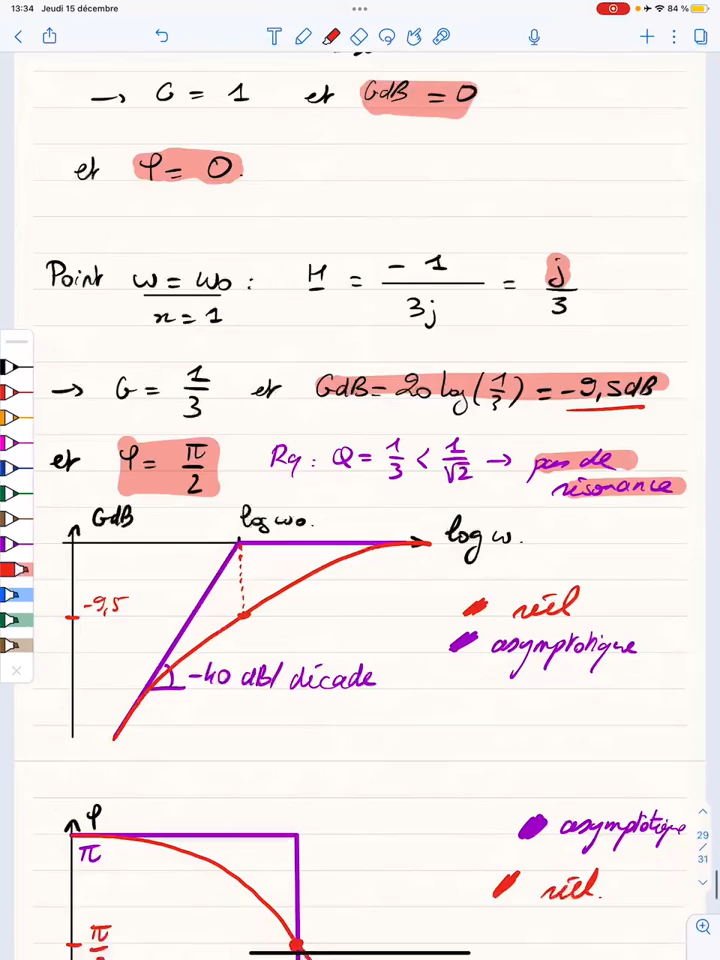 13:34 Jeudi 15 décembre
84 %
→ G = 1 et GdB = 0
et φ = 0.
Point ω = ω0 : H = -1 / 3j = j / 3
x = 1
→ G = 1/3 et GdB = 20 log(1/3) = -9,5dB
et φ = π/2 Rq : Q = 1/3 < 1/√2 → pas de
résonance
GdB log ω0. log ω.
-9,5
réel
asymptotique
-40 dB/ décade
φ
asymptotique
π
réel.
π/2
29
/
31